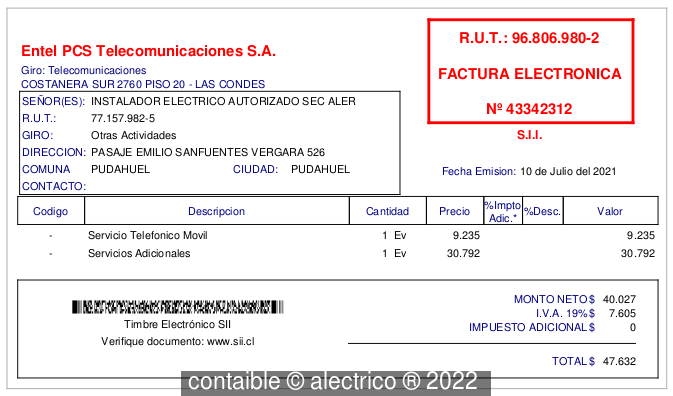 Entel PCS Telecomunicaciones S.A.
Giro: Telecomunicaciones
COSTANERA SUR 2760 PISO 20 - LAS CONDES
R.U.T.: 96.806.980-2
FACTURA ELECTRONICA
Nº 43342312
S.I.I.
SEÑOR(ES): INSTALADOR ELECTRICO AUTORIZADO SEC ALER
R.U.T.: 77.157.982-5
GIRO: Otras Actividades
DIRECCION: PASAJE EMILIO SANFUENTES VERGARA 526
COMUNA PUDAHUEL CIUDAD: PUDAHUEL
CONTACTO:
Fecha Emision: 10 de Julio del 2021
Codigo Descripcion Cantidad Precio %Impto Adic.* %Desc. Valor
- Servicio Telefonico Movil 1 Ev 9.235 9.235
- Servicios Adicionales 1 Ev 30.792 30.792
Timbre Electrónico SII
Verifique documento: www.sii.cl
MONTO NETO $ 40.027
I.V.A. 19% $ 7.605
IMPUESTO ADICIONAL $ 0
TOTAL $ 47.632
contaible © alectrico ® 2022